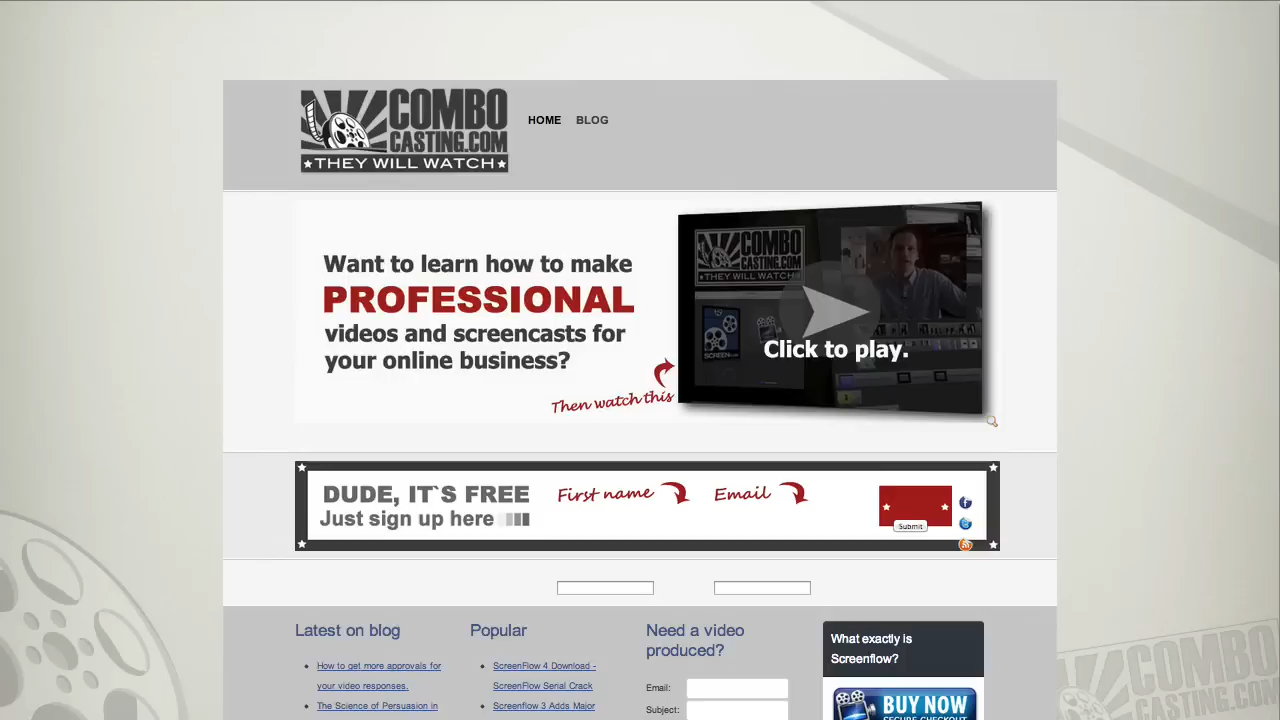 COMBO
CASTING.COM
THEY WILL WATCH
HOME BLOG
Want to learn how to make
PROFESSIONAL
videos and screencasts for
your online business?
Then watch this
COMBO
CASTING.COM
THEY WILL WATCH
Click to play.
DUDE, IT`S FREE
Just sign up here
First name
Email
Submit
Latest on blog
How to get more approvals for
your video responses.
The Science of Persuasion in
Popular
ScreenFlow 4 Download -
ScreenFlow Serial Crack
Screenflow 3 Adds Major
Need a video
produced?
Email:
Subject:
What exactly is
Screenflow?
BUY NOW
SECURE CHECKOUT